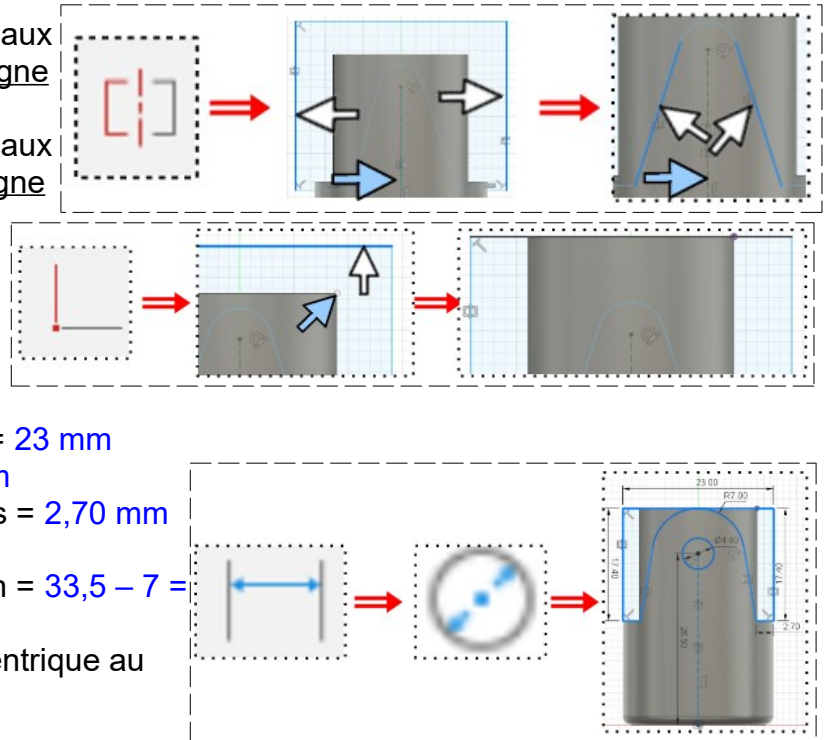 aux
gne
aux
gne
= 23 mm
m
s = 2,70 mm
n = 33,5 – 7 =
entrique au
23.00
R7.00
Ø4.80
17.40
17.40
26.50
2.70